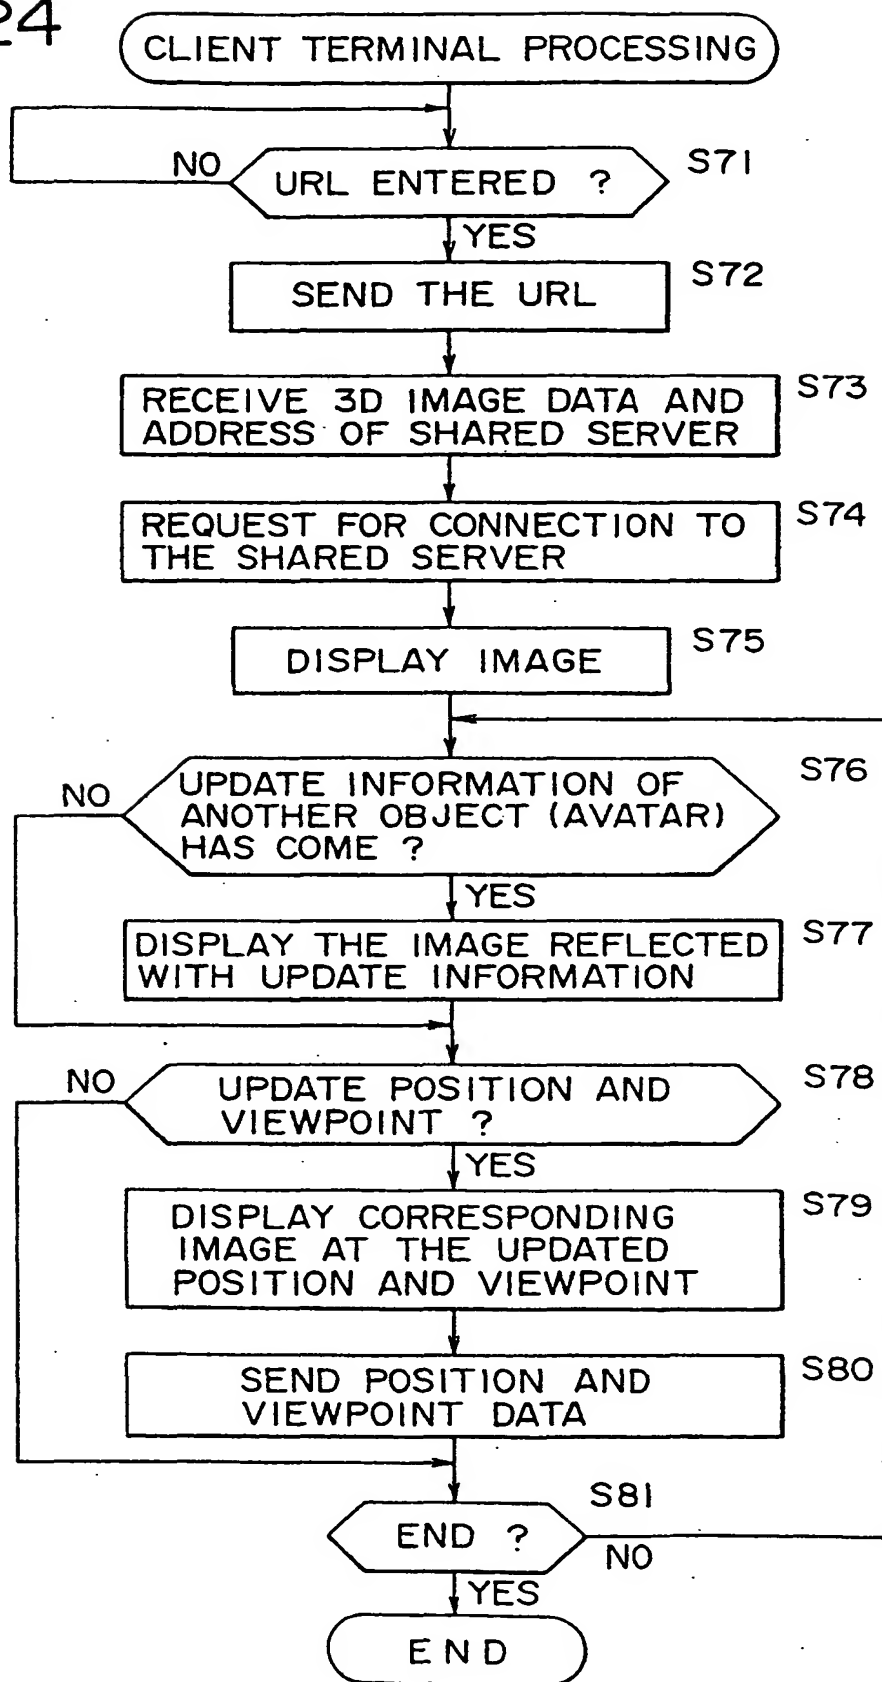 24
CLIENT TERMINAL PROCESSING
NO
URL ENTERED ?
S71
YES
SEND THE URL
S72
RECEIVE 3D IMAGE DATA AND
ADDRESS OF SHARED SERVER
S73
REQUEST FOR CONNECTION TO
THE SHARED SERVER
S74
DISPLAY IMAGE
S75
NO
UPDATE INFORMATION OF
ANOTHER OBJECT (AVATAR)
HAS COME ?
S76
YES
DISPLAY THE IMAGE REFLECTED
WITH UPDATE INFORMATION
S77
NO
UPDATE POSITION AND
VIEWPOINT ?
S78
YES
DISPLAY CORRESPONDING
IMAGE AT THE UPDATED
POSITION AND VIEWPOINT
S79
SEND POSITION AND
VIEWPOINT DATA
S80
END ?
S81
NO
YES
END